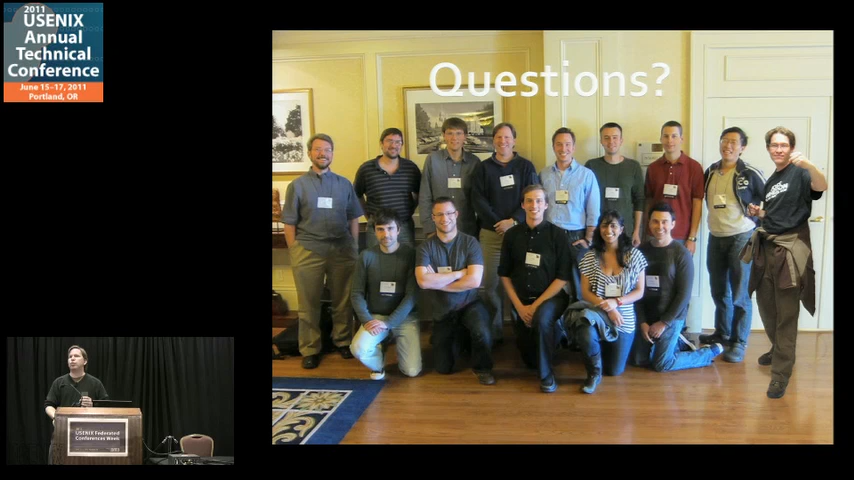 2011
USENIX
Annual
Technical
Conference
June 15–17, 2011
Portland, OR
Questions?
USENIX Federated
Conferences Week